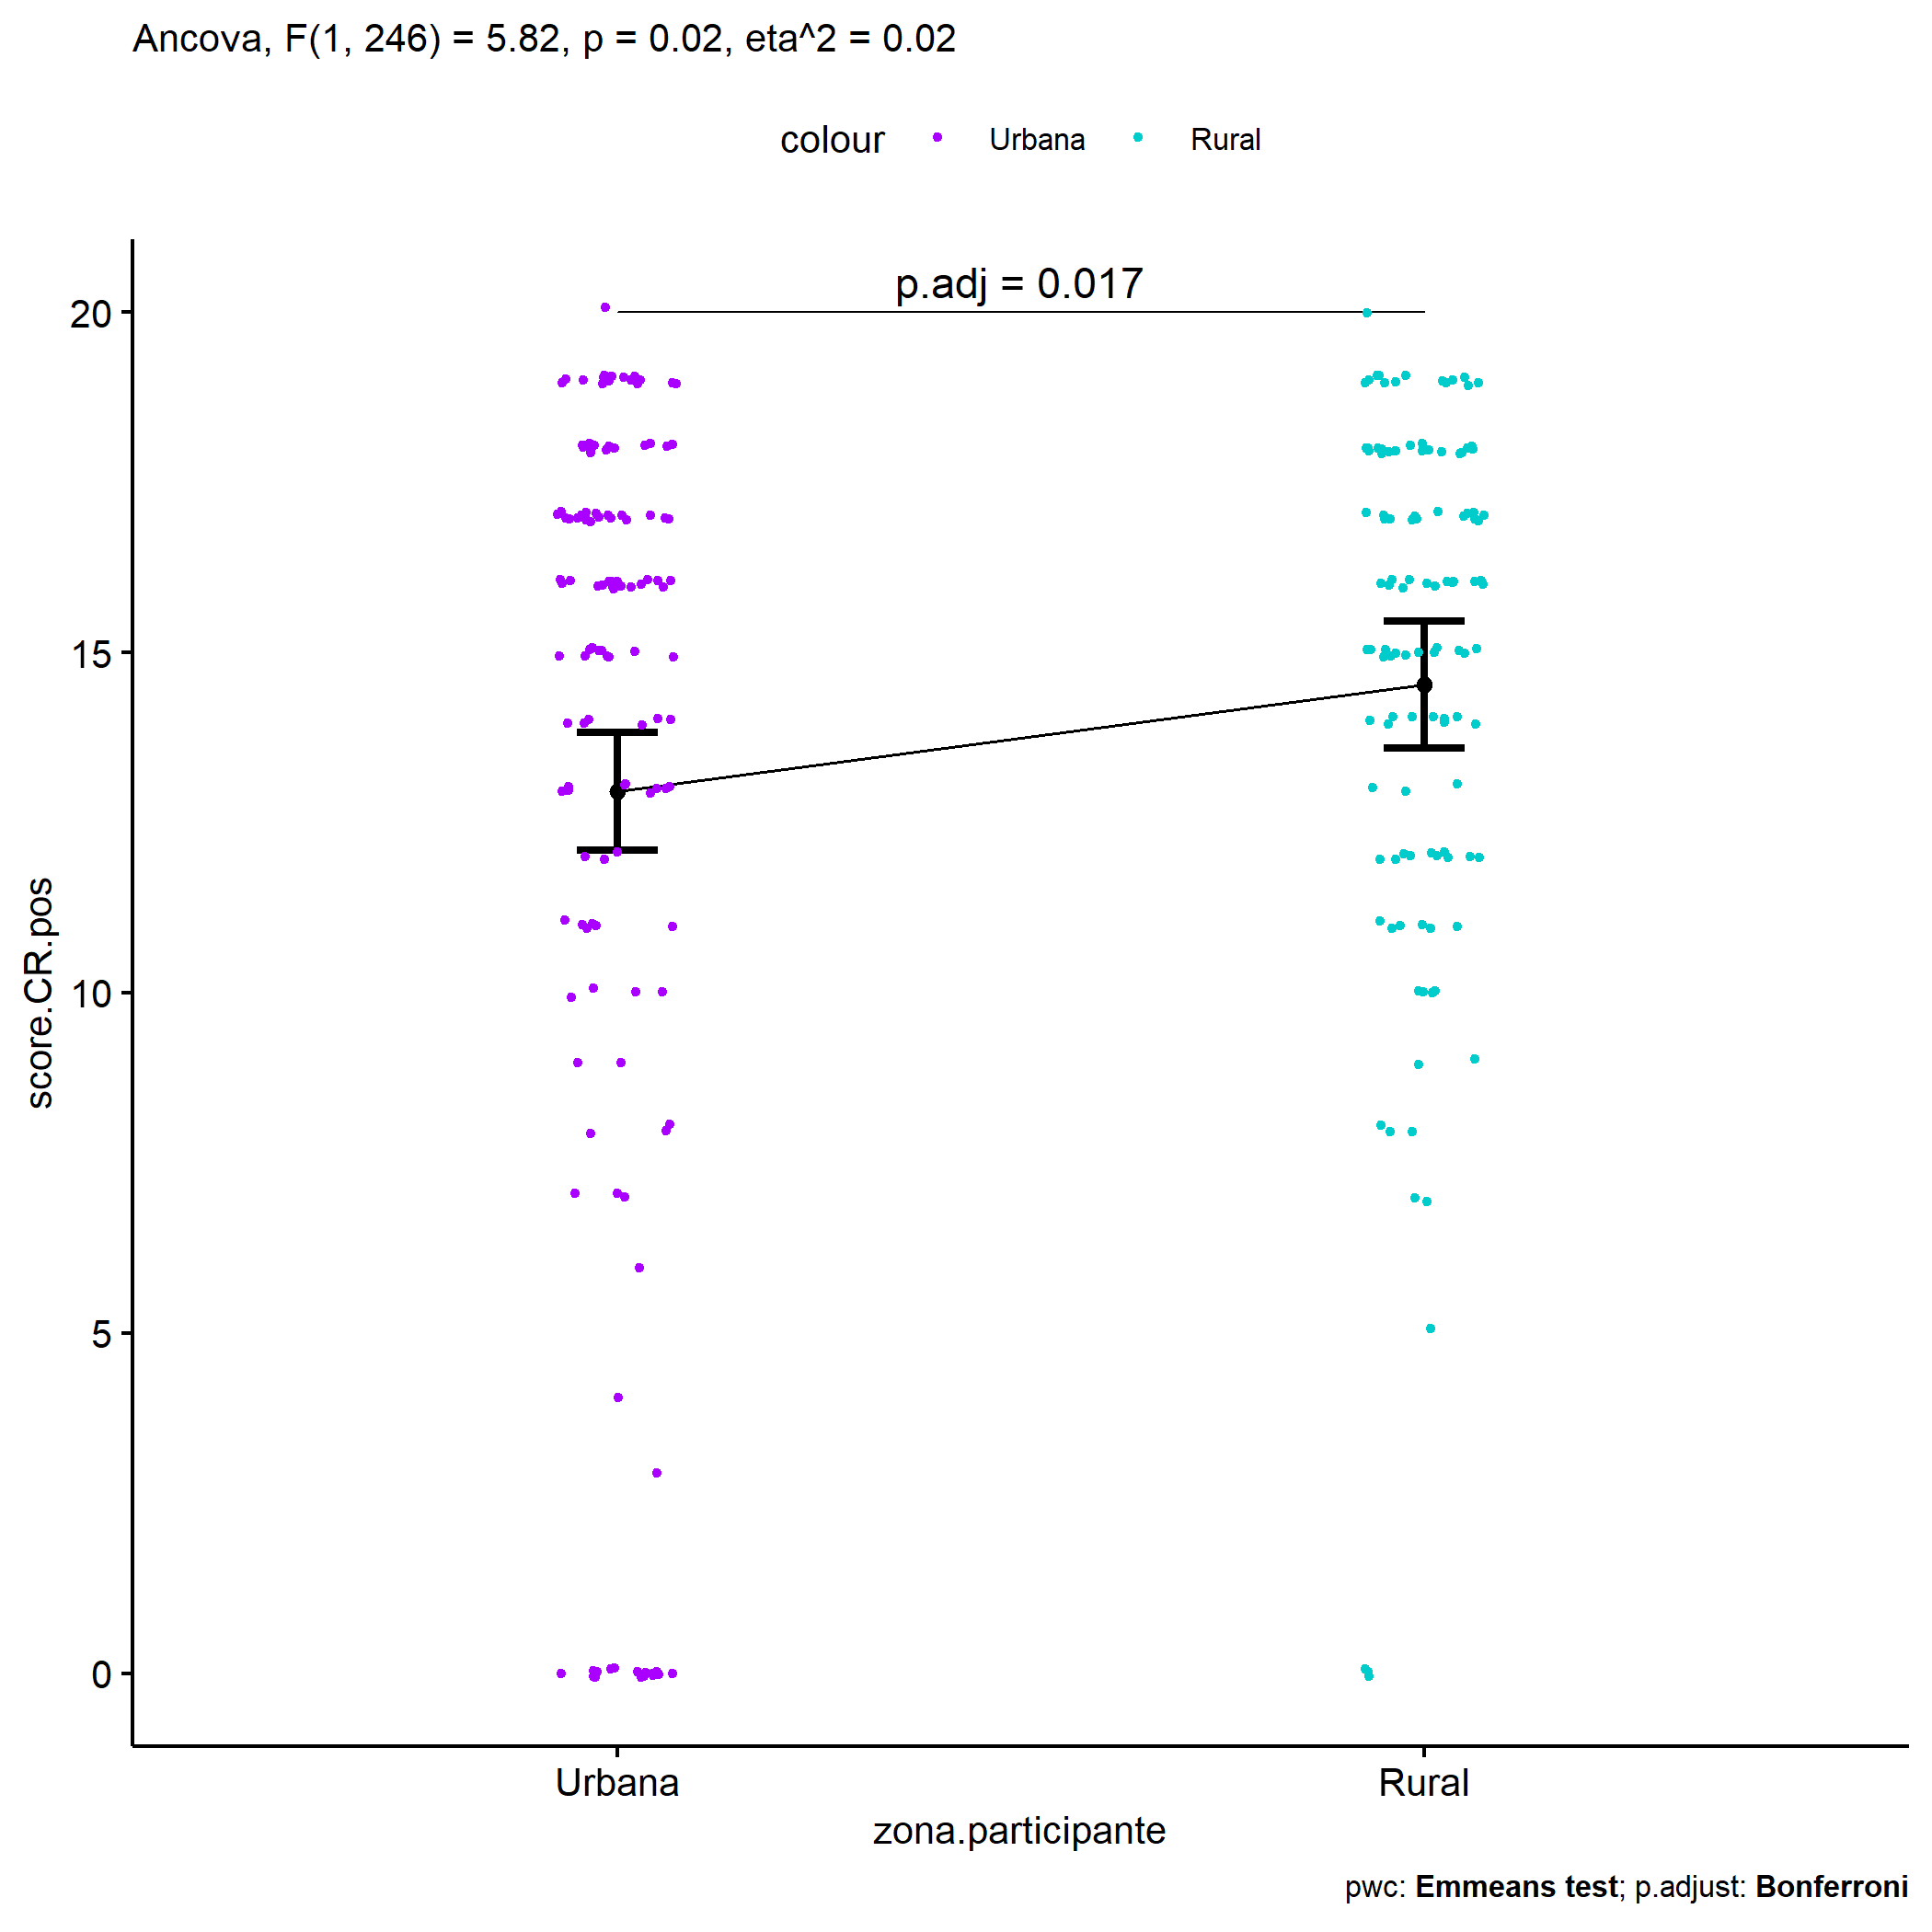 Ancova, F(1, 246) = 5.82, p = 0.02, eta^2 = 0.02
colour Urbana Rural
p.adj = 0.017
20
15
10
5
0
score.CR.pos
Urbana Rural
zona.participante
pwc: Emmeans test; p.adjust: Bonferroni